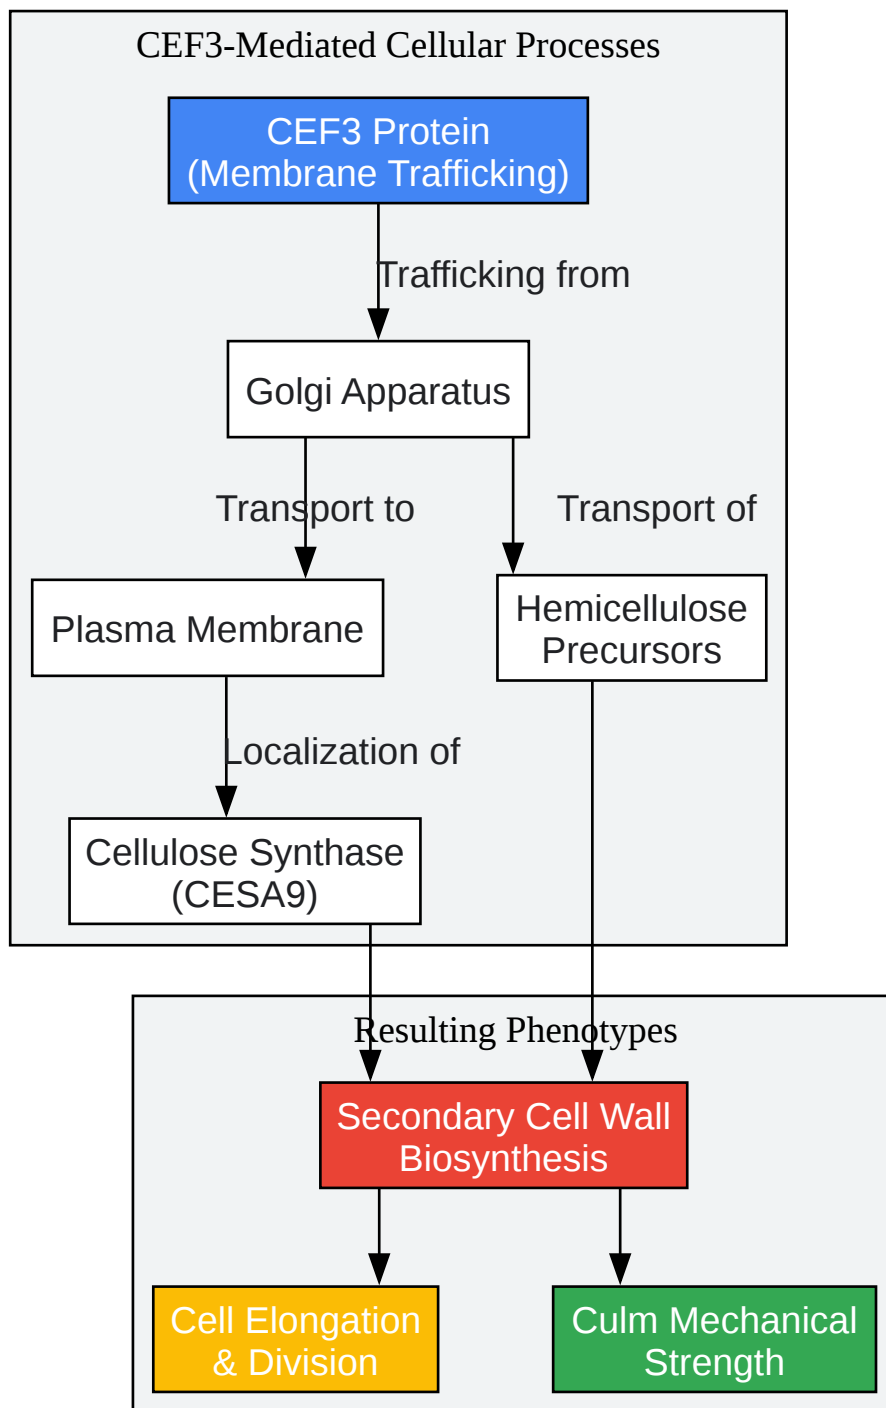 CEF3-Mediated Cellular Processes
CEF3 Protein
(Membrane Trafficking)
Trafficking from
Golgi Apparatus
Transport to
Transport of
Plasma Membrane
Hemicellulose
Precursors
Localization of
Cellulose Synthase
(CESA9)
Resulting Phenotypes
Secondary Cell Wall
Biosynthesis
Cell Elongation
& Division
Culm Mechanical
Strength